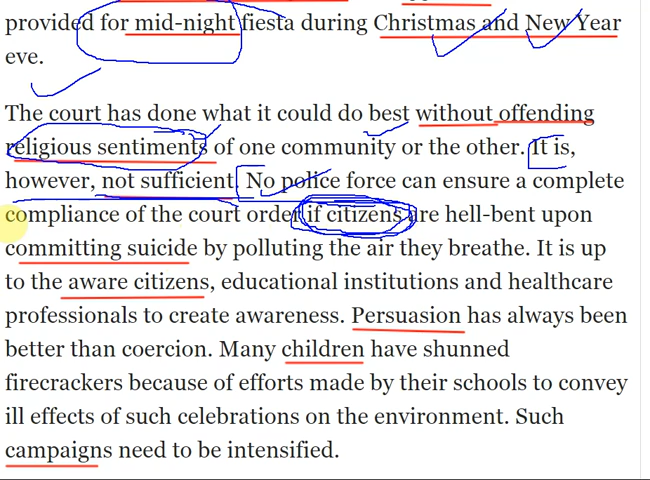 provided for mid-night fiesta during Christmas and New Year
eve.
The court has done what it could do best without offending
religious sentiments of one community or the other. It is,
however, not sufficient. No police force can ensure a complete
compliance of the court order if citizens are hell-bent upon
committing suicide by polluting the air they breathe. It is up
to the aware citizens, educational institutions and healthcare
professionals to create awareness. Persuasion has always been
better than coercion. Many children have shunned
firecrackers because of efforts made by their schools to convey
ill effects of such celebrations on the environment. Such
campaigns need to be intensified.